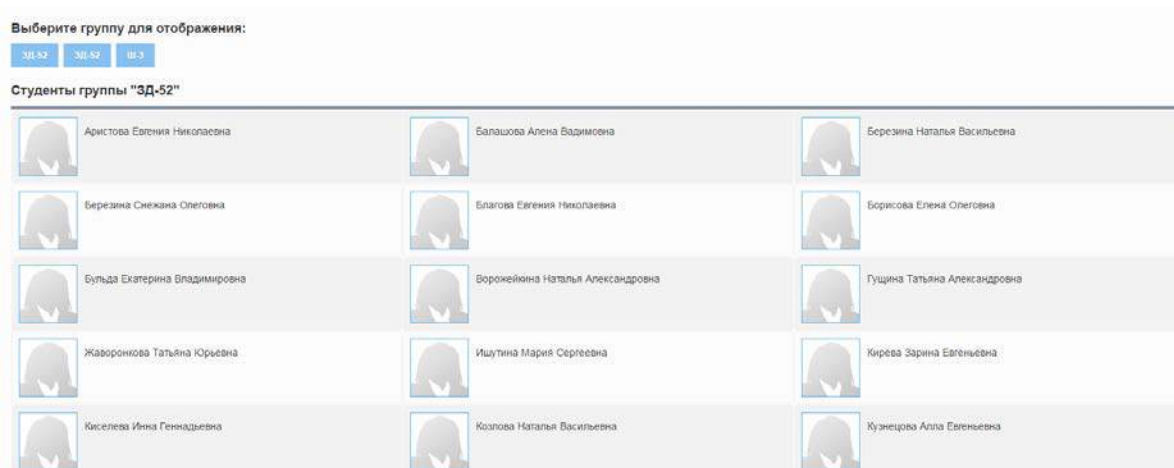 Выберите группу для отображения:
ЗД-52 ЗД-52 Ш-3
Студенты группы "ЗД-52"
Аристова Евгения Николаевна Балашова Алена Вадимовна Березина Наталья Васильевна
Березина Снежана Олеговна Благова Евгения Николаевна Борисова Елена Олеговна
Бульда Екатерина Владимировна Ворожейкина Наталья Александровна Гущина Татьяна Александровна
Жаворонкова Татьяна Юрьевна Ишутина Мария Сергеевна Кирева Зарина Евгеньевна
Киселева Инна Геннадьевна Козлова Наталья Васильевна Кузнецова Алла Евгеньевна